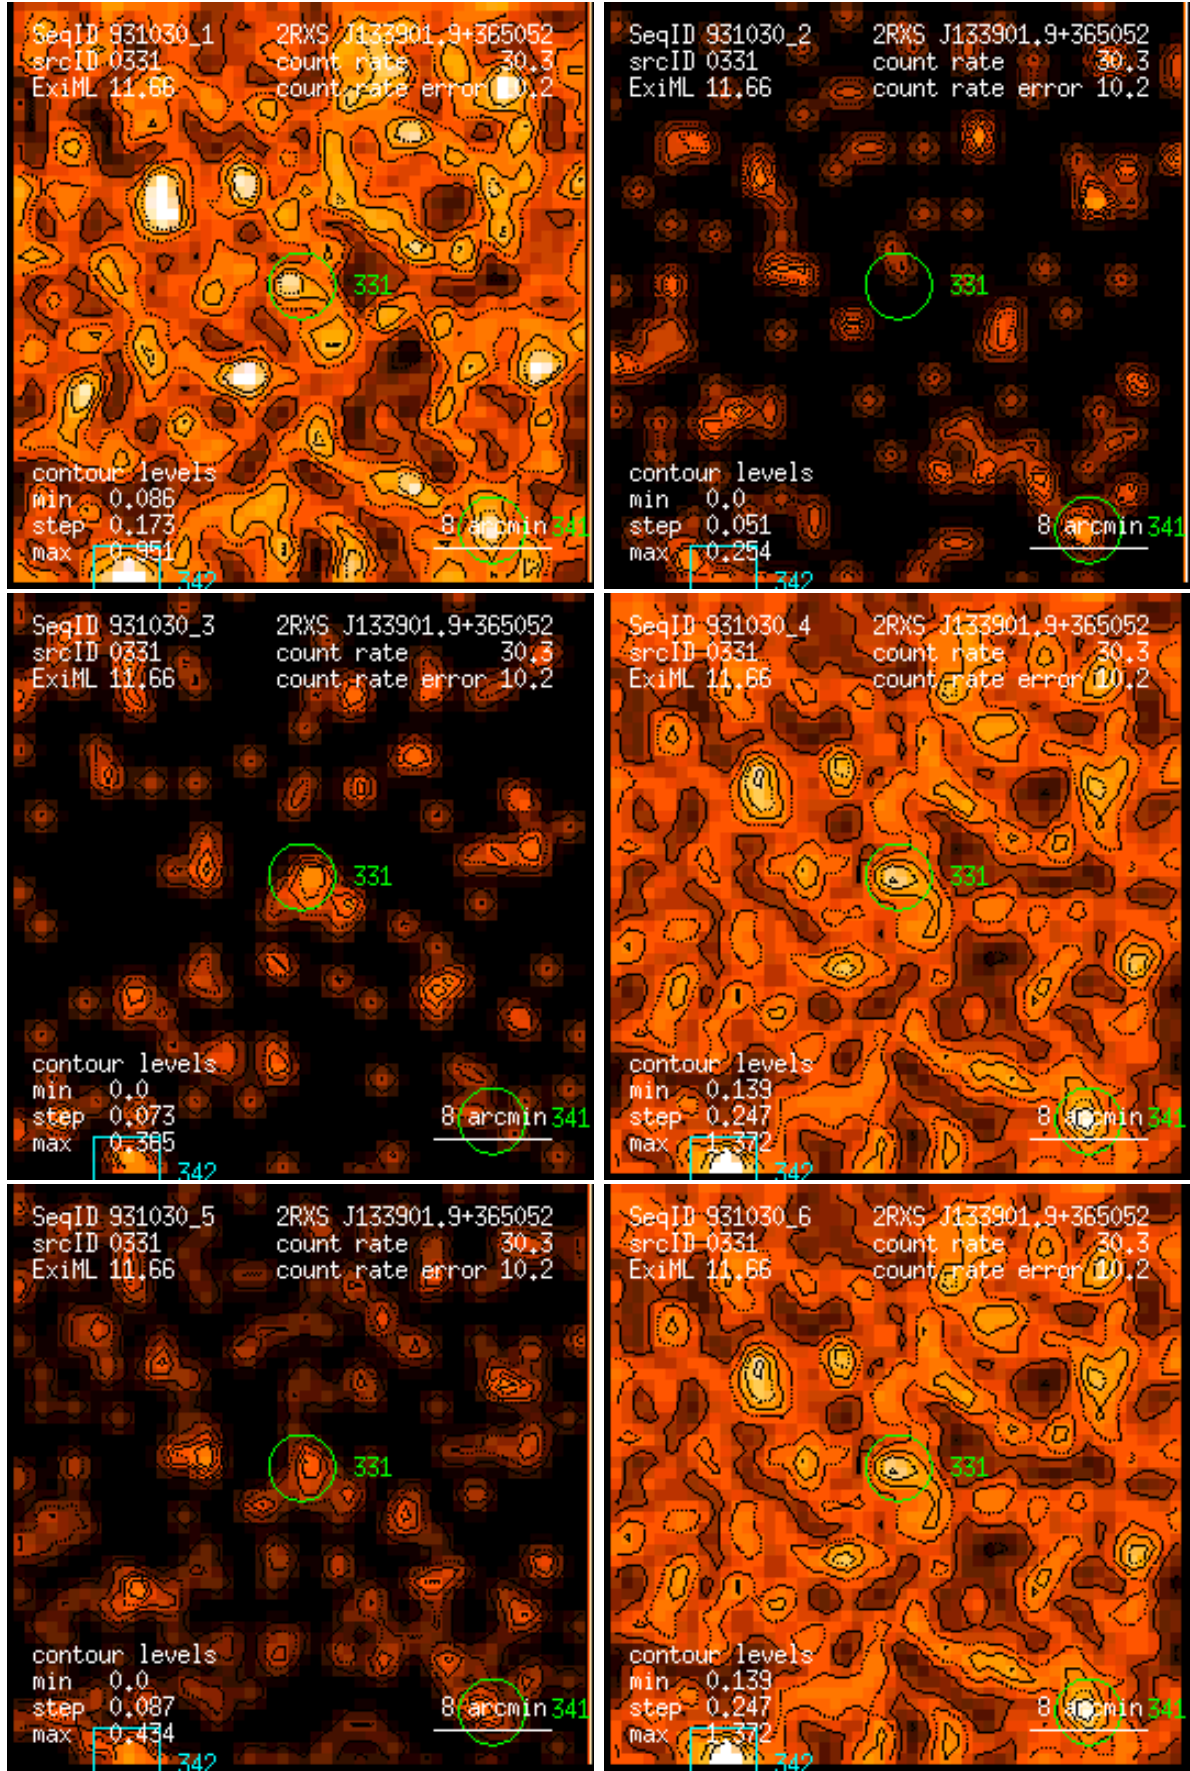 SeqID 931030_1 2RXS J133901.9+365052
srcID 0331 count rate 30.3
ExiML 11.66 count rate error 10.2
331
contour levels
min 0.086
step 0.173
max 0.951
8 arcmin 341
342
SeqID 931030_2 2RXS J133901.9+365052
srcID 0331 count rate 30.3
ExiML 11.66 count rate error 10.2
331
contour levels
min 0.0
step 0.051
max 0.254
8 arcmin 341
342
SeqID 931030_3 2RXS J133901.9+365052
srcID 0331 count rate 30.3
ExiML 11.66 count rate error 10.2
331
contour levels
min 0.0
step 0.073
max 0.365
8 arcmin 341
342
SeqID 931030_4 2RXS J133901.9+365052
srcID 0331 count rate 30.3
ExiML 11.66 count rate error 10.2
331
contour levels
min 0.139
step 0.247
max 1.372
8 arcmin 341
342
SeqID 931030_5 2RXS J133901.9+365052
srcID 0331 count rate 30.3
ExiML 11.66 count rate error 10.2
331
contour levels
min 0.0
step 0.087
max 0.434
8 arcmin 341
342
SeqID 931030_6 2RXS J133901.9+365052
srcID 0331 count rate 30.3
ExiML 11.66 count rate error 10.2
331
contour levels
min 0.139
step 0.247
max 1.372
8 arcmin 341
342